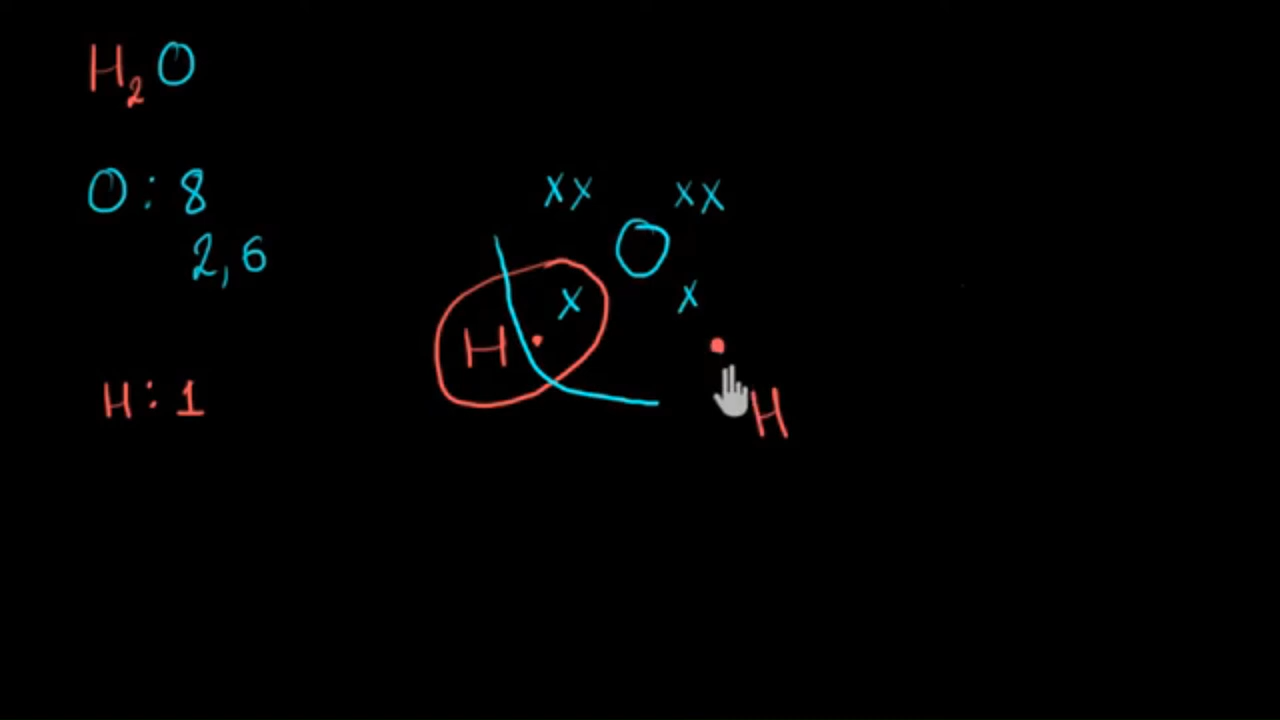 H₂O
O: 8
2, 6
H: 1
xx xx
O
x x
H •
•
H